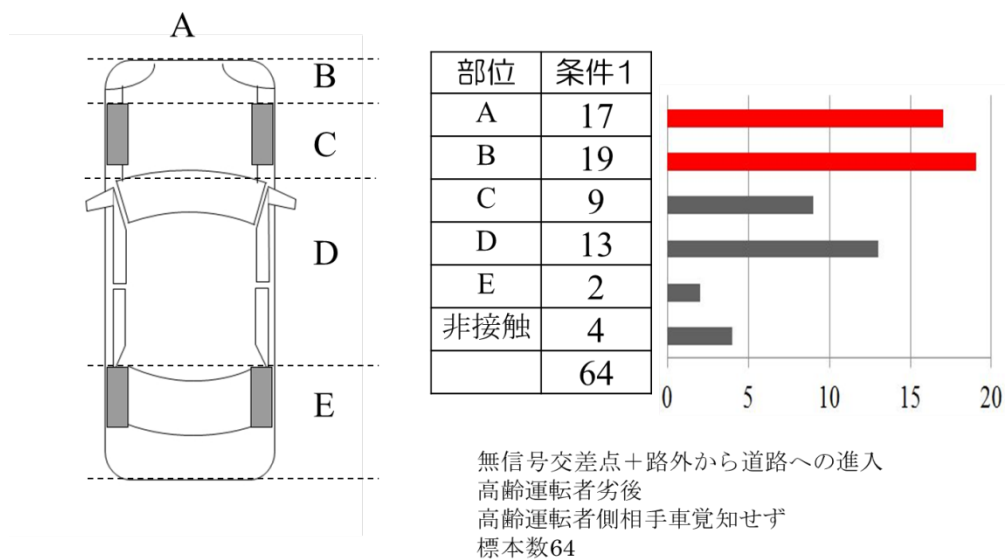 A
B
C
D
E
部位 条件1
A 17
B 19
C 9
D 13
E 2
非接触 4
64
0 5 10 15 20
無信号交差点＋路外から道路への進入
高齢運転者劣後
高齢運転者側相手車覚知せず
標本数64